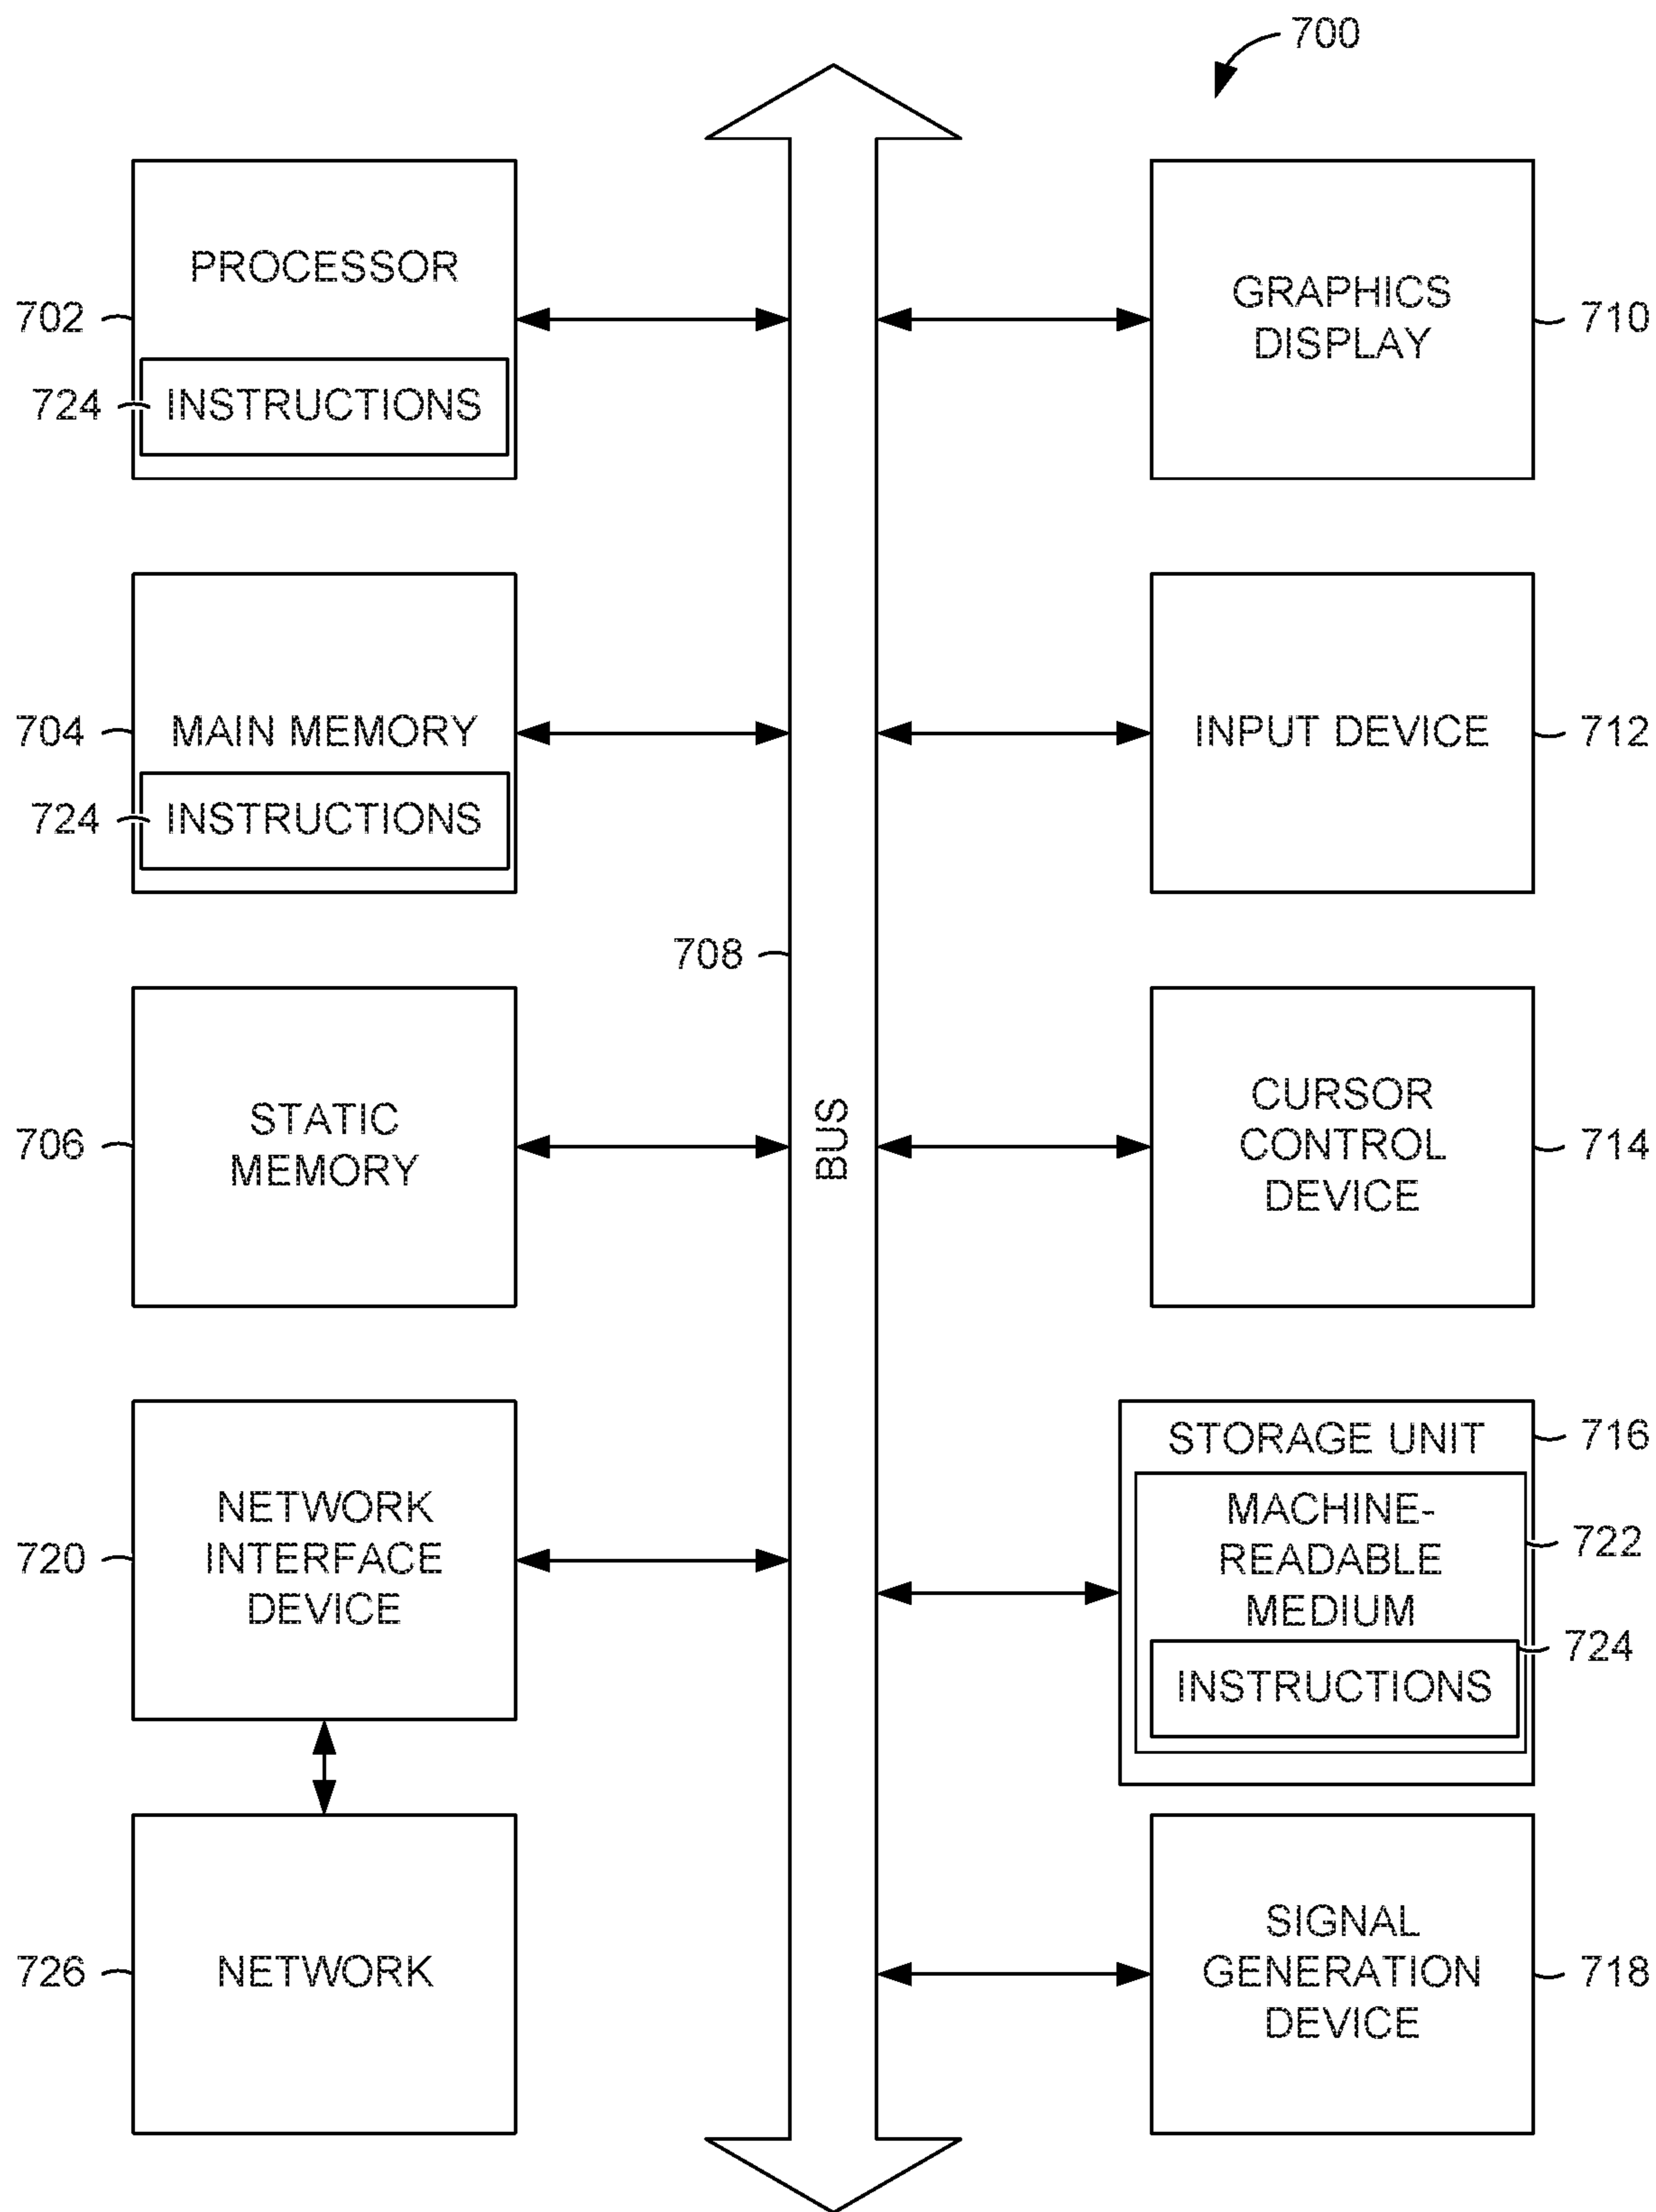 700
PROCESSOR
702
724
INSTRUCTIONS
GRAPHICS
DISPLAY
710
704
MAIN MEMORY
724
INSTRUCTIONS
INPUT DEVICE
712
708
BUS
706
STATIC
MEMORY
CURSOR
CONTROL
DEVICE
714
720
NETWORK
INTERFACE
DEVICE
STORAGE UNIT
716
MACHINE-
READABLE
MEDIUM
722
724
INSTRUCTIONS
726
NETWORK
SIGNAL
GENERATION
DEVICE
718